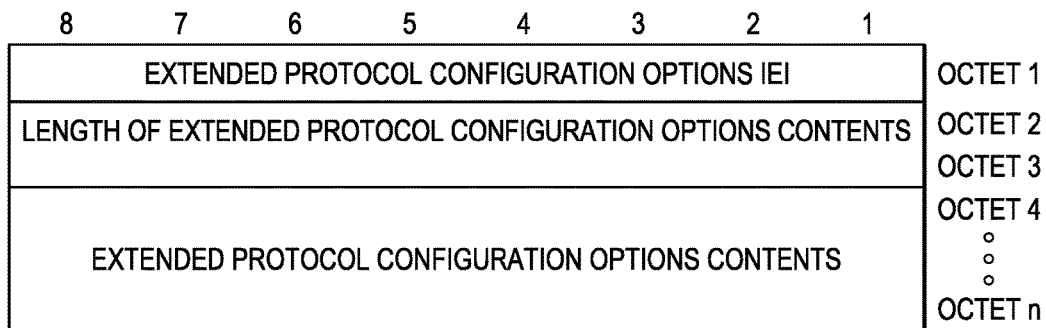 8 7 6 5 4 3 2 1
EXTENDED PROTOCOL CONFIGURATION OPTIONS IEI OCTET 1
LENGTH OF EXTENDED PROTOCOL CONFIGURATION OPTIONS CONTENTS OCTET 2
OCTET 3
OCTET 4
EXTENDED PROTOCOL CONFIGURATION OPTIONS CONTENTS
OCTET n